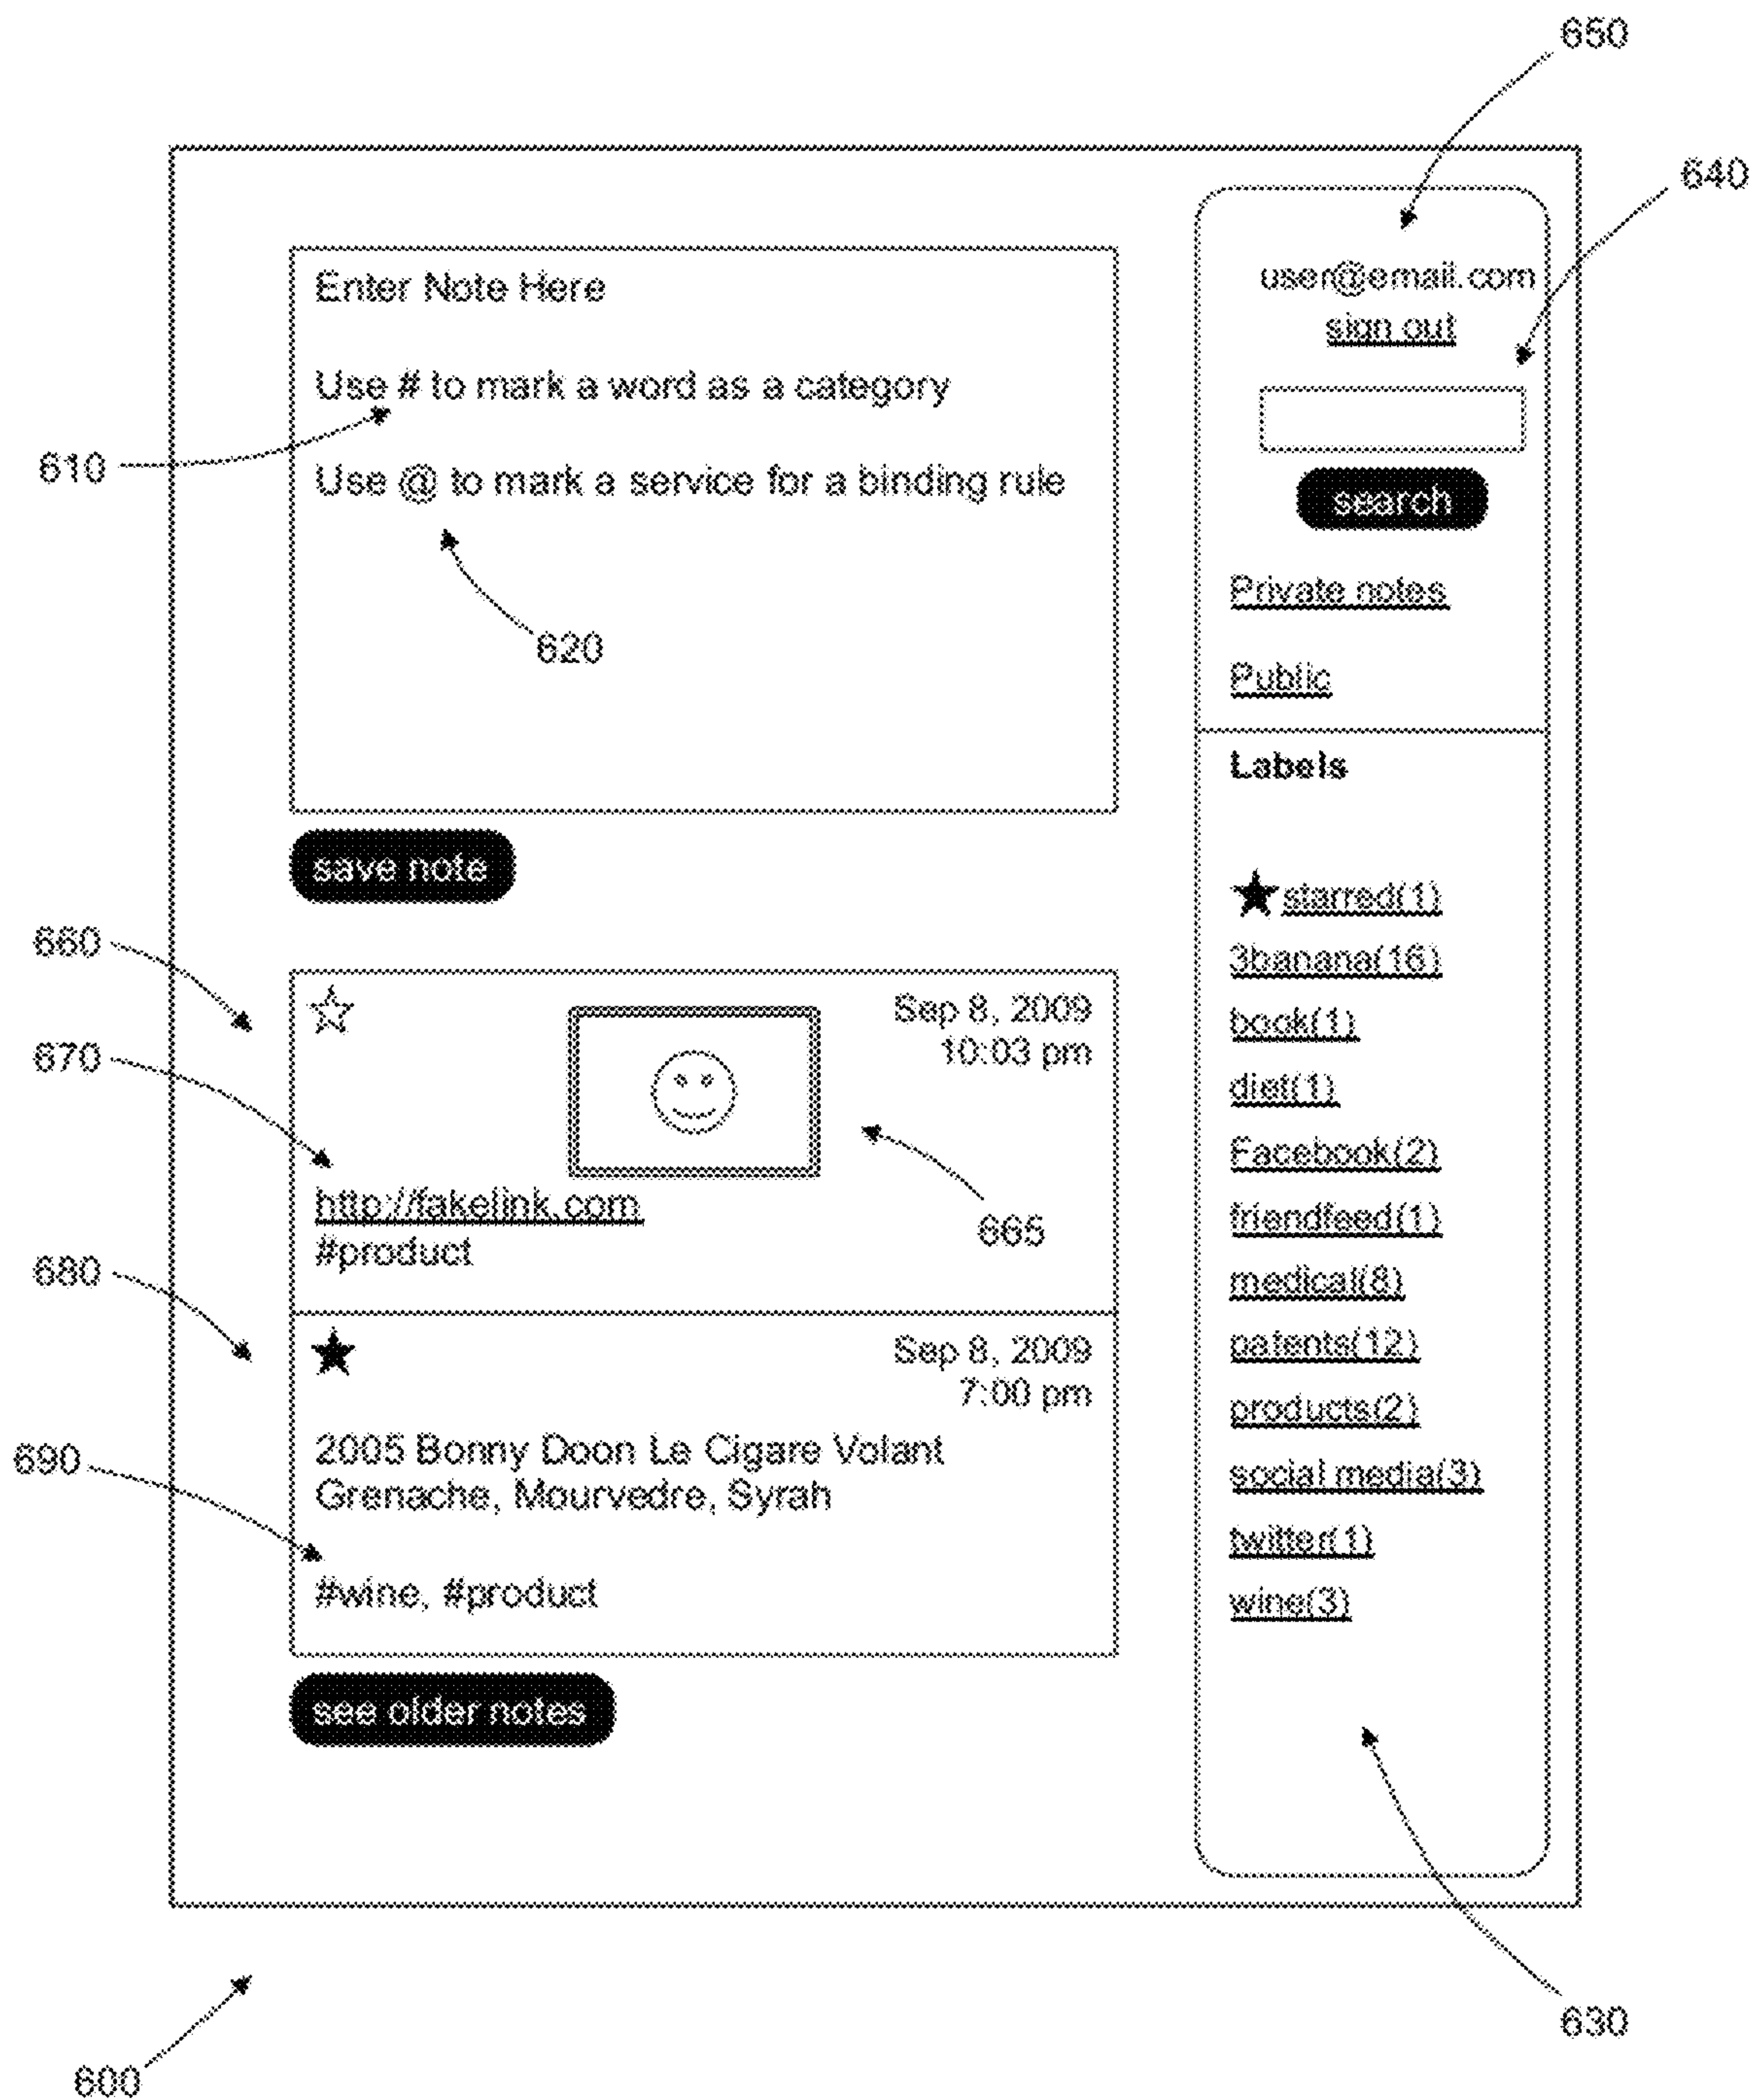 650
640
Enter Note Here
Use # to mark a word as a category
610
Use @ to mark a service for a binding rule
620
save note
user@email.com
sign out
search
Private notes
Public
Labels
starred(1)
3banana(16)
book(1)
diet(1)
Facebook(2)
friendfeed(1)
medical(8)
patents(12)
products(2)
social media(3)
twitter(1)
wine(3)
660
Sep 8, 2009
10:03 pm
670
http://fakelink.com
#product
665
680
Sep 8, 2009
7:00 pm
2005 Bonny Doon Le Cigare Volant
Grenache, Mourvedre, Syrah
690
#wine, #product
see older notes
630
600